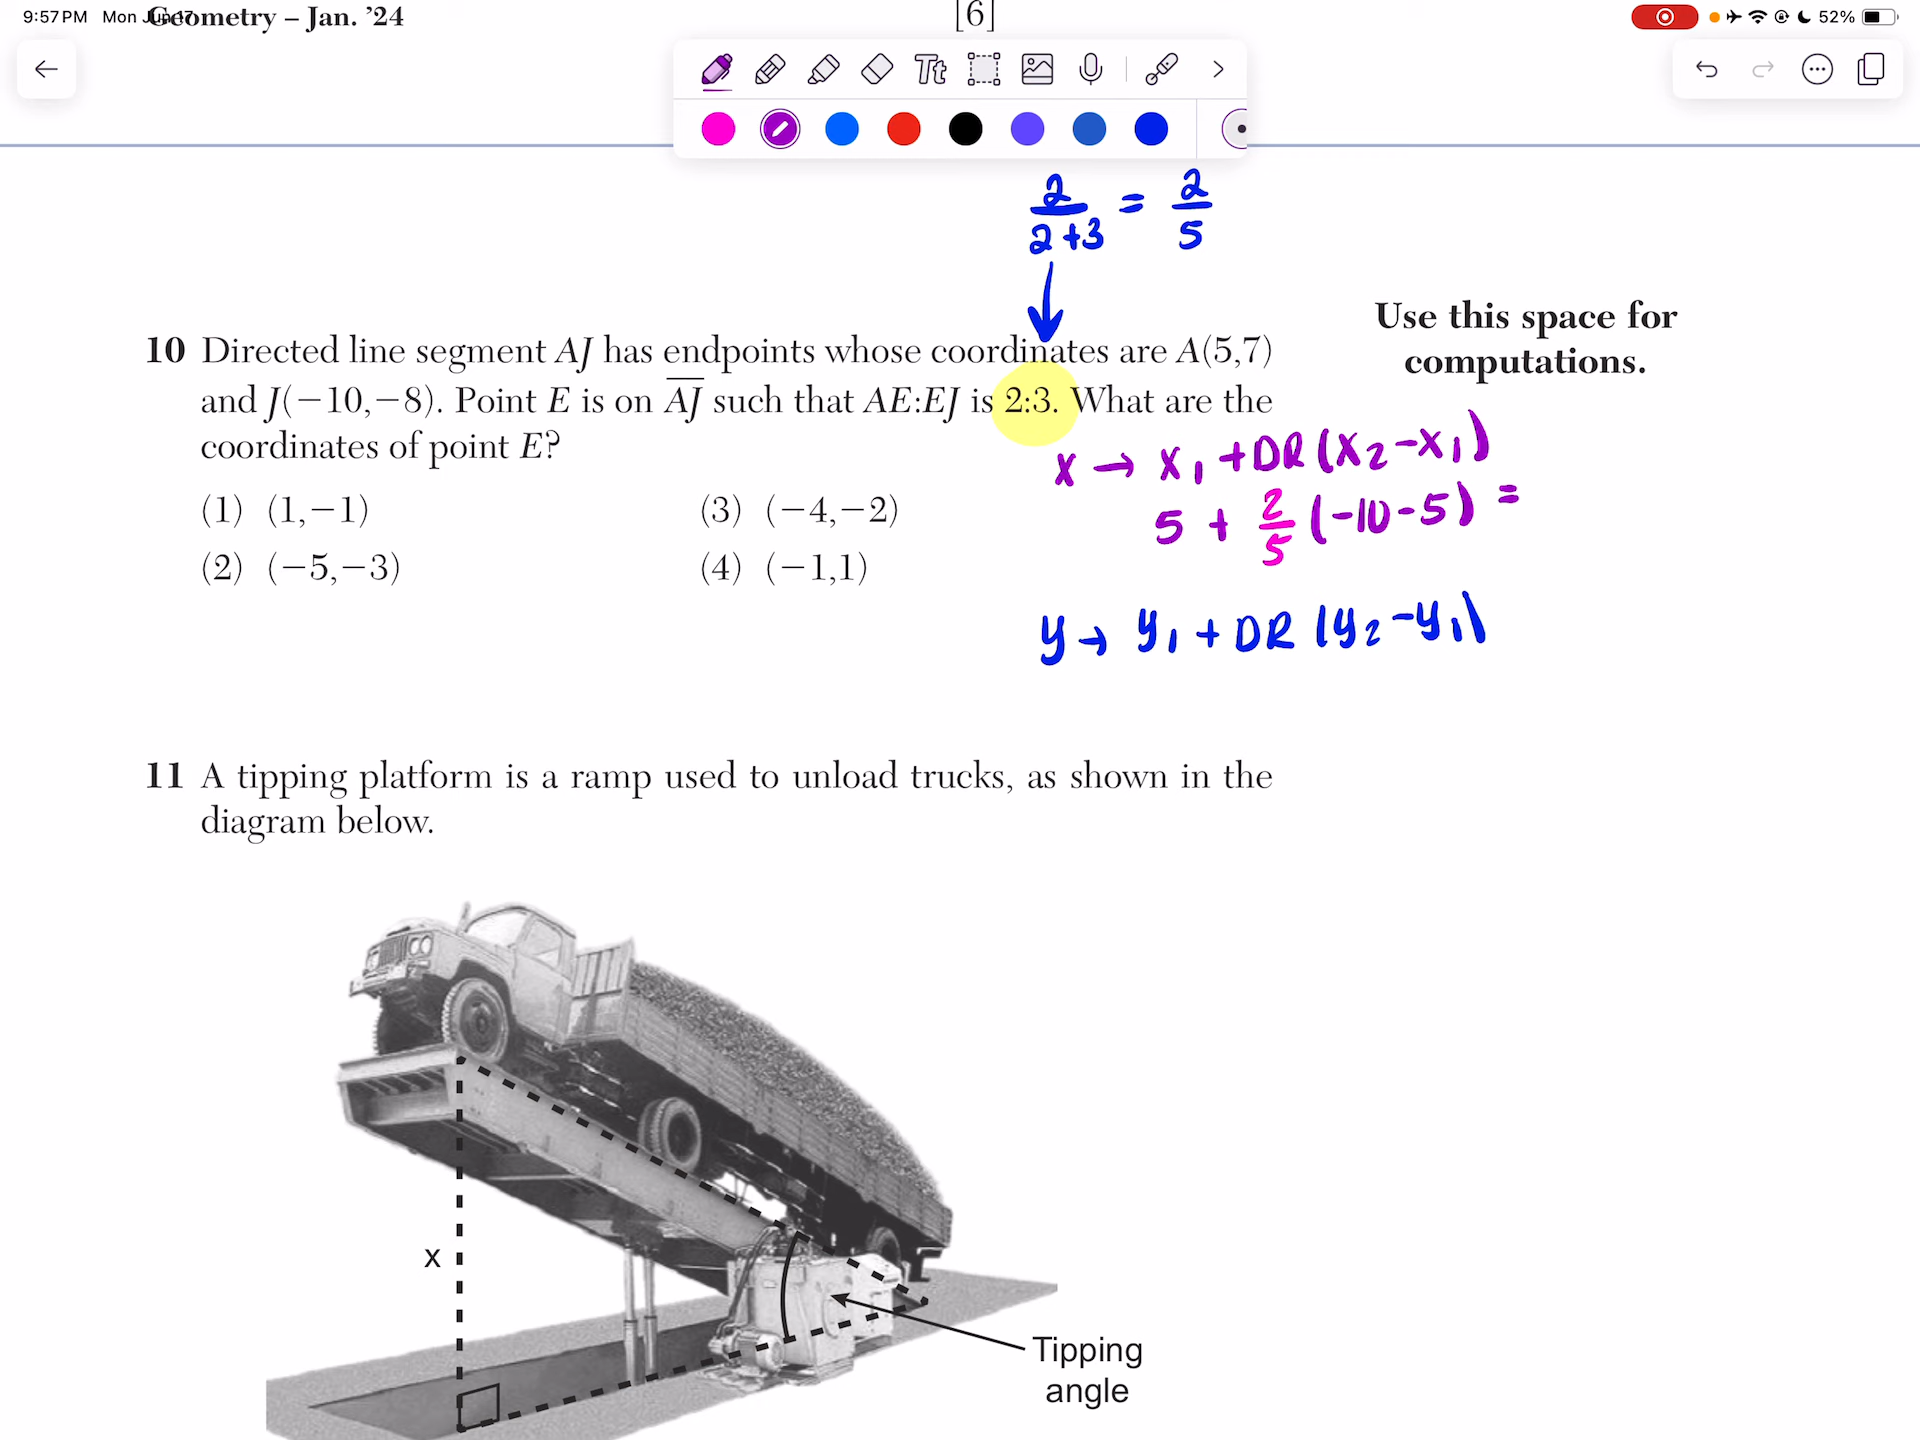 9:57 PM Mon Jun 17
Geometry – Jan. ’24
[6]
52%
Tt
2/(2+3) = 2/5
Use this space for
computations.
10 Directed line segment AJ has endpoints whose coordinates are A(5,7)
and J(−10,−8). Point E is on AJ such that AE:EJ is 2:3. What are the
coordinates of point E?
x → x₁ + DR (x₂ - x₁)
5 + 2/5 (-10-5) =
(1) (1,−1)
(3) (−4,−2)
(2) (−5,−3)
(4) (−1,1)
y → y₁ + DR (y₂ - y₁)
11 A tipping platform is a ramp used to unload trucks, as shown in the
diagram below.
x
Tipping
angle